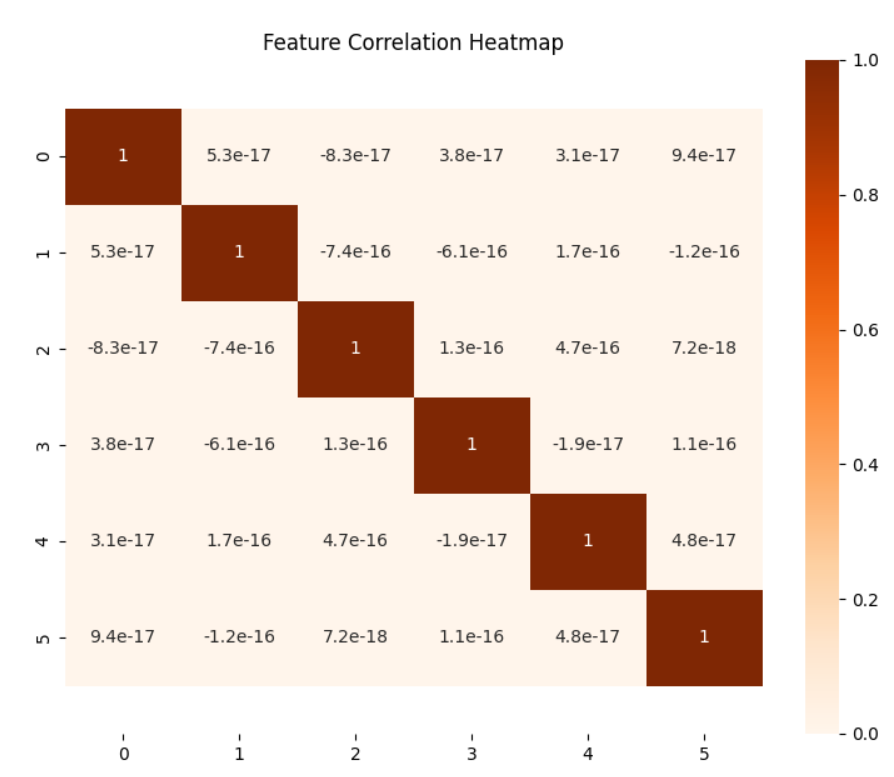 Feature Correlation Heatmap
1.0
0 1 5.3e-17 -8.3e-17 3.8e-17 3.1e-17 9.4e-17
0.8
1 5.3e-17 1 -7.4e-16 -6.1e-16 1.7e-16 -1.2e-16
0.6
2 -8.3e-17 -7.4e-16 1 1.3e-16 4.7e-16 7.2e-18
3 3.8e-17 -6.1e-16 1.3e-16 1 -1.9e-17 1.1e-16
0.4
4 3.1e-17 1.7e-16 4.7e-16 -1.9e-17 1 4.8e-17
0.2
5 9.4e-17 -1.2e-16 7.2e-18 1.1e-16 4.8e-17 1
0.0
0 1 2 3 4 5